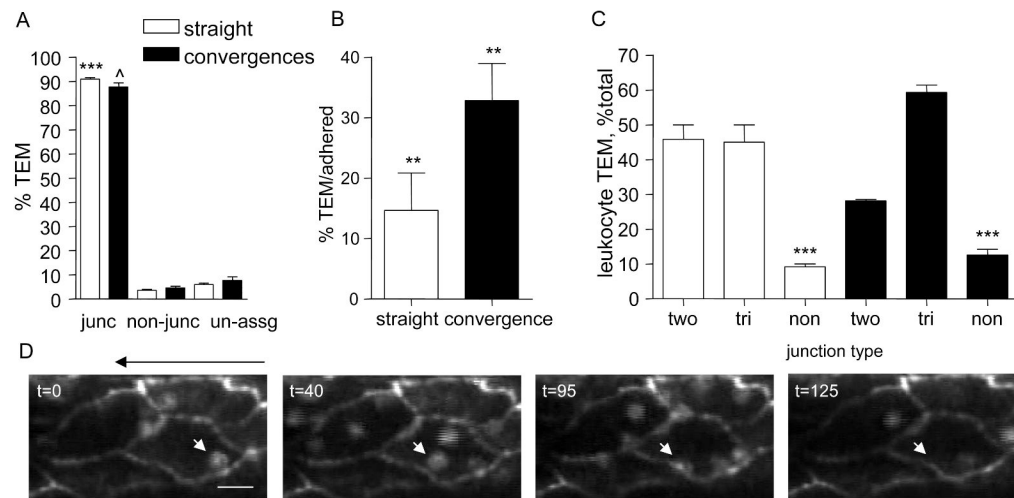 A
straight
convergences
% TEM
100
90
80
70
60
50
40
30
20
10
0
***
^
junc non-junc un-assg
B
% TEM/adhered
40
30
20
10
0
**
**
straight convergence
C
leukocyte TEM, %total
70
60
50
40
30
20
10
0
***
***
two tri non two tri non
junction type
D
t=0
t=40
t=95
t=125